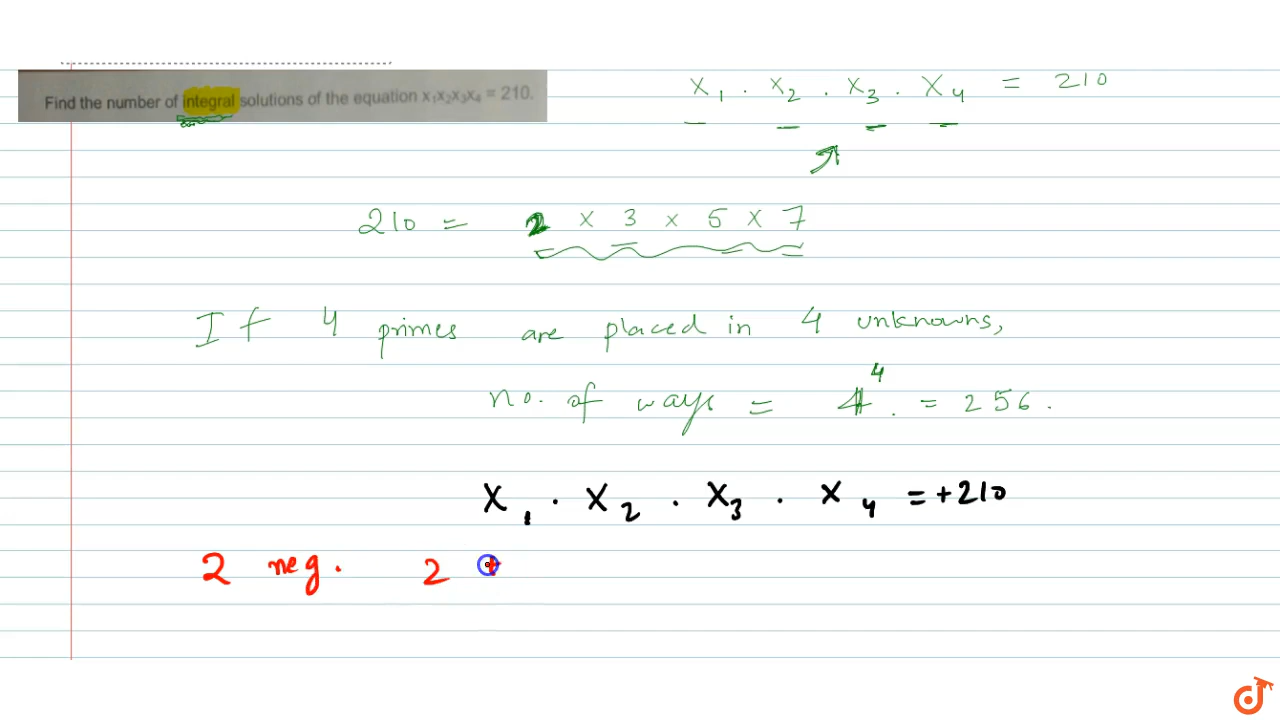 Find the number of integral solutions of the equation x₁x₂x₃x₄ = 210.
x₁ . x₂ . x₃ . x₄ = 210
210 = 2 × 3 × 5 × 7
If 4 primes are placed in 4 unknowns,
no. of ways = 4⁴ . = 256.
X₁ . X₂ . X₃ . X₄ = +210
2 neg. 2 +